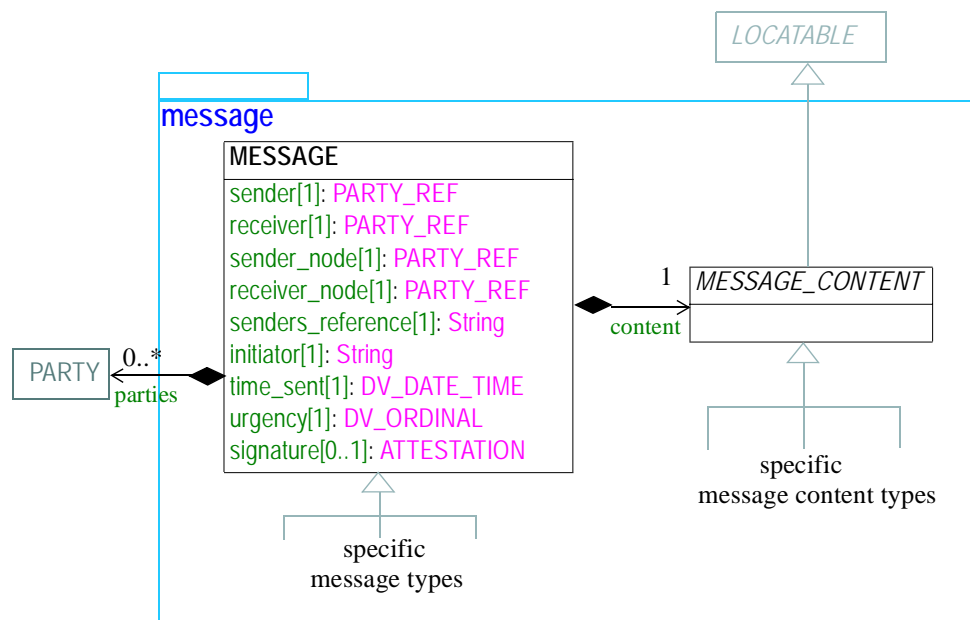 LOCATABLE
message
MESSAGE
sender[1]: PARTY_REF
receiver[1]: PARTY_REF
sender_node[1]: PARTY_REF
receiver_node[1]: PARTY_REF
senders_reference[1]: String
initiator[1]: String
time_sent[1]: DV_DATE_TIME
urgency[1]: DV_ORDINAL
signature[0..1]: ATTESTATION
1
content
MESSAGE_CONTENT
PARTY
0..*
parties
specific
message types
specific
message content types